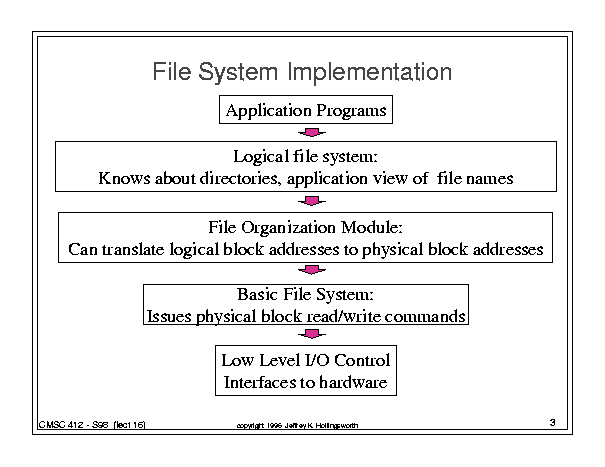 File System Implementation
Application Programs
Logical file system:
Knows about directories, application view of file names
File Organization Module:
Can translate logical block addresses to physical block addresses
Basic File System:
Issues physical block read/write commands
Low Level I/O Control
Interfaces to hardware
CMSC 412 - S98 (lect 16)
copyright 1996 Jeffrey K. Hollingsworth
3